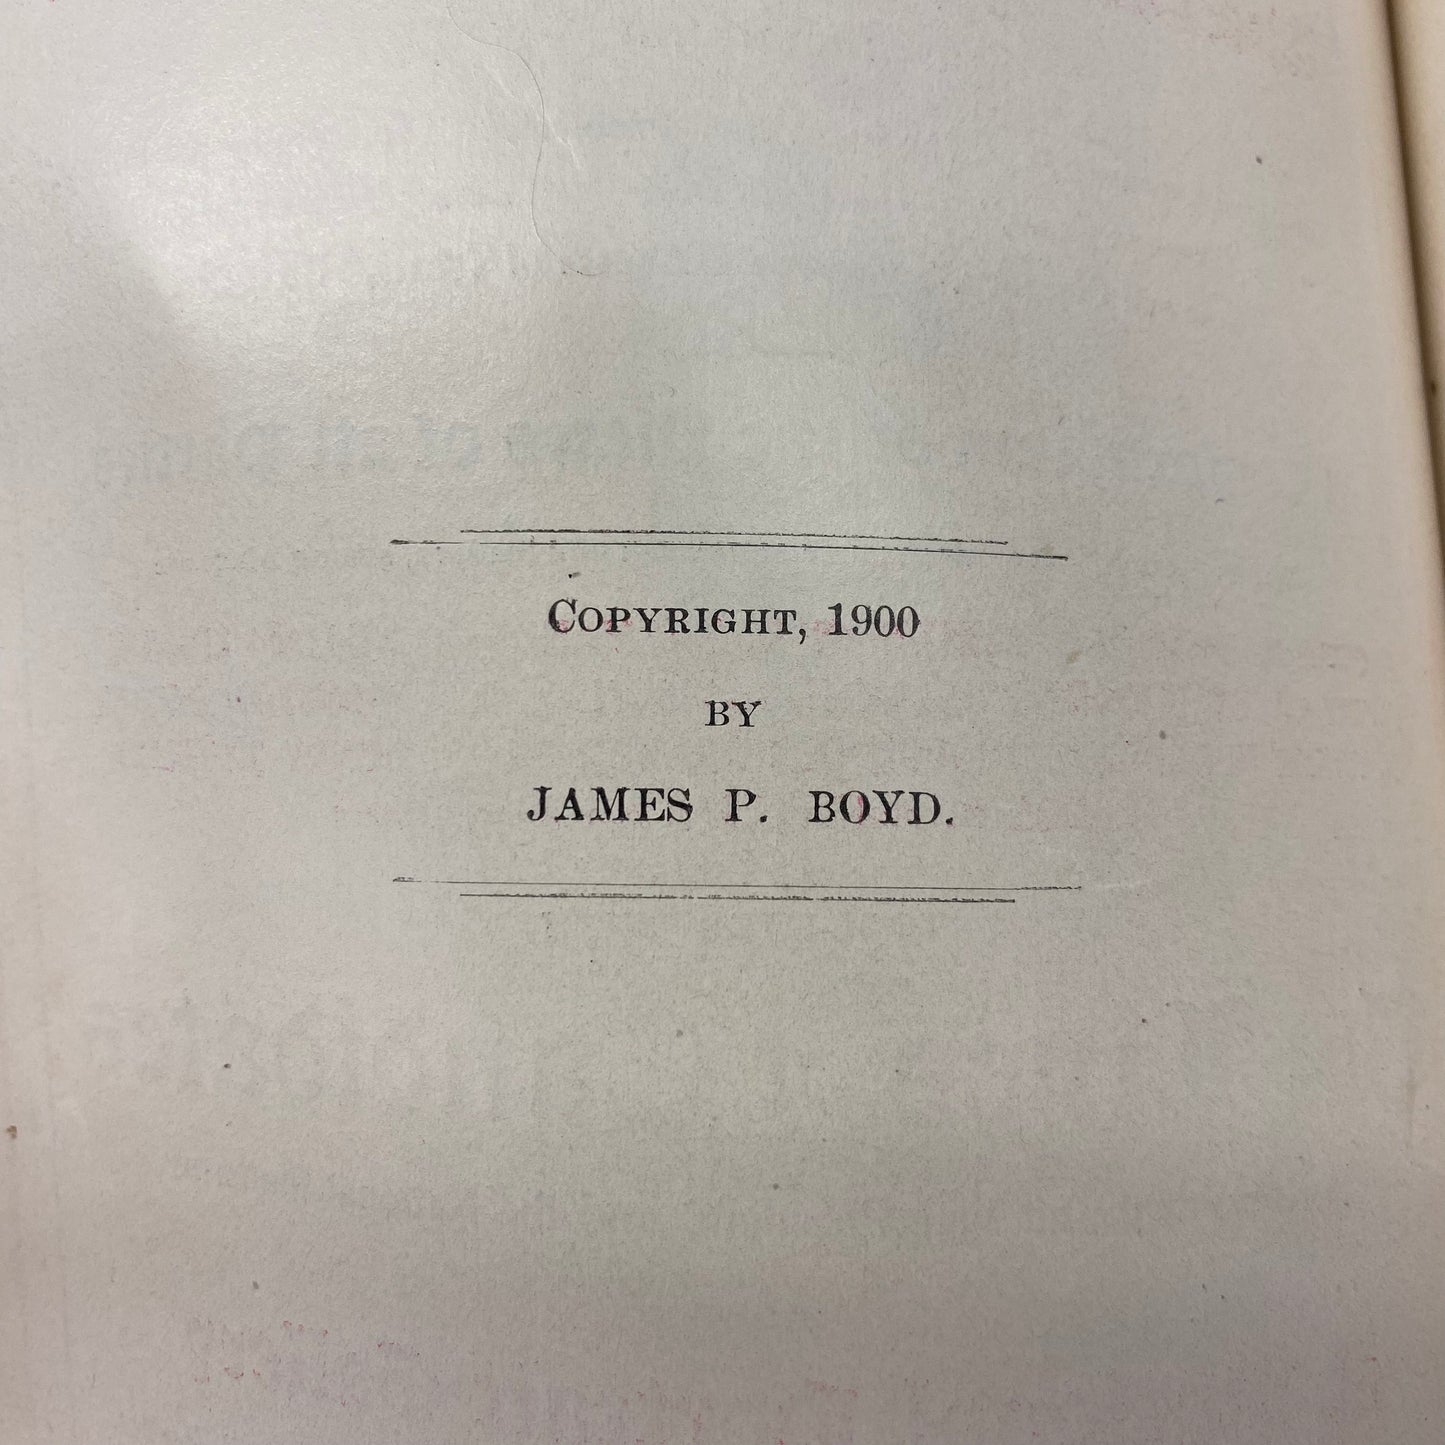 COPYRIGHT, 1900
BY
JAMES P. BOYD.